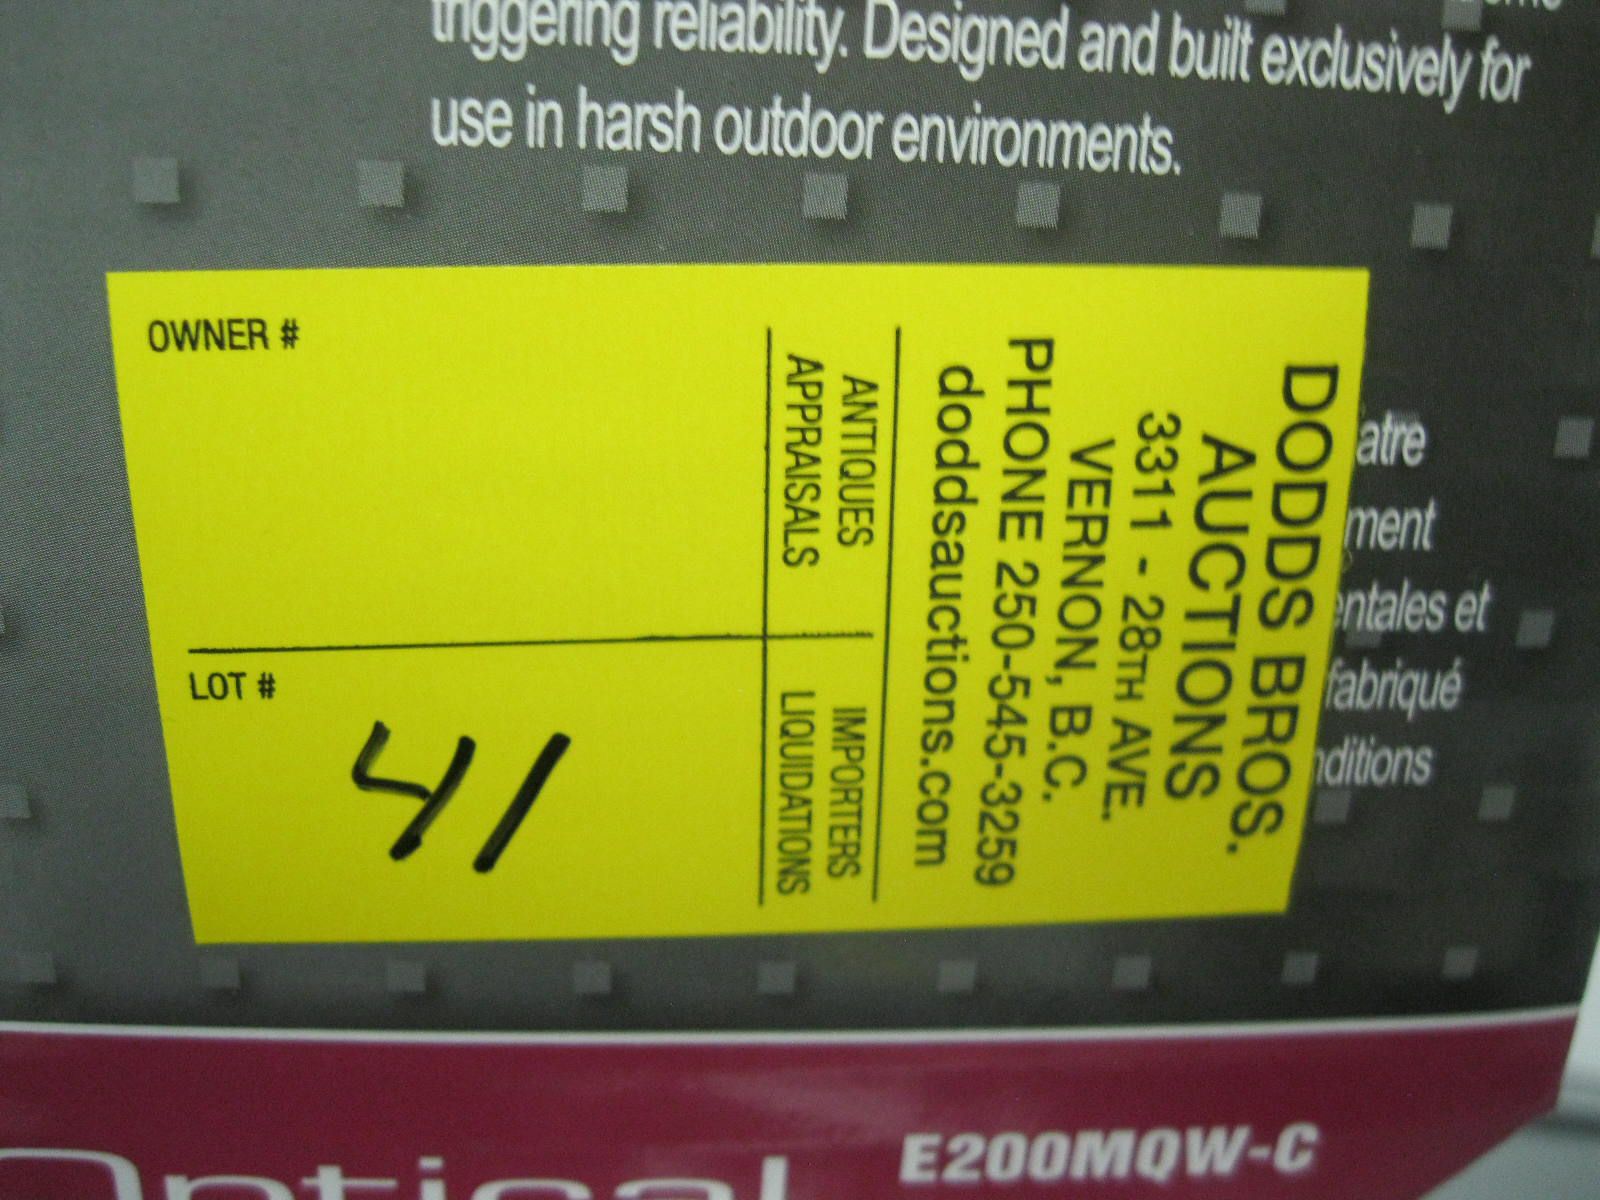 triggering reliability. Designed and built exclusively for
use in harsh outdoor environments.
DODDS BROS.
AUCTIONS
3311 - 28TH AVE.
VERNON, B.C.
PHONE 250-545-3259
doddsauctions.com
ANTIQUES
APPRAISALS
IMPORTERS
LIQUIDATIONS
OWNER #
LOT #
41
atre
ment
entales et
fabriqué
nditions
Optical
E200MQW-C